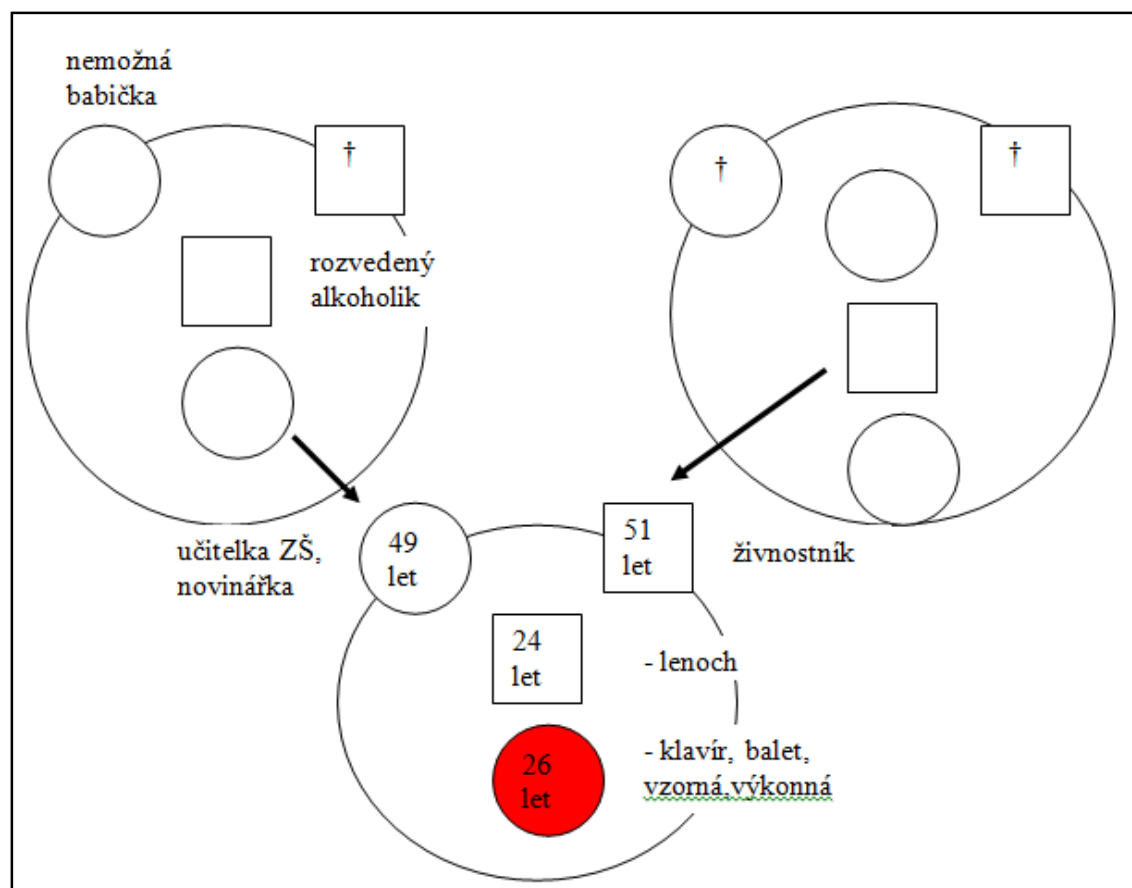 nemožná
babička
†
†
†
rozvedený
alkoholik
učitelka ZŠ,
novinářka
49
let
51
let
živnostník
24
let
- lenoch
26
let
- klavír, balet,
vzorná,výkonná